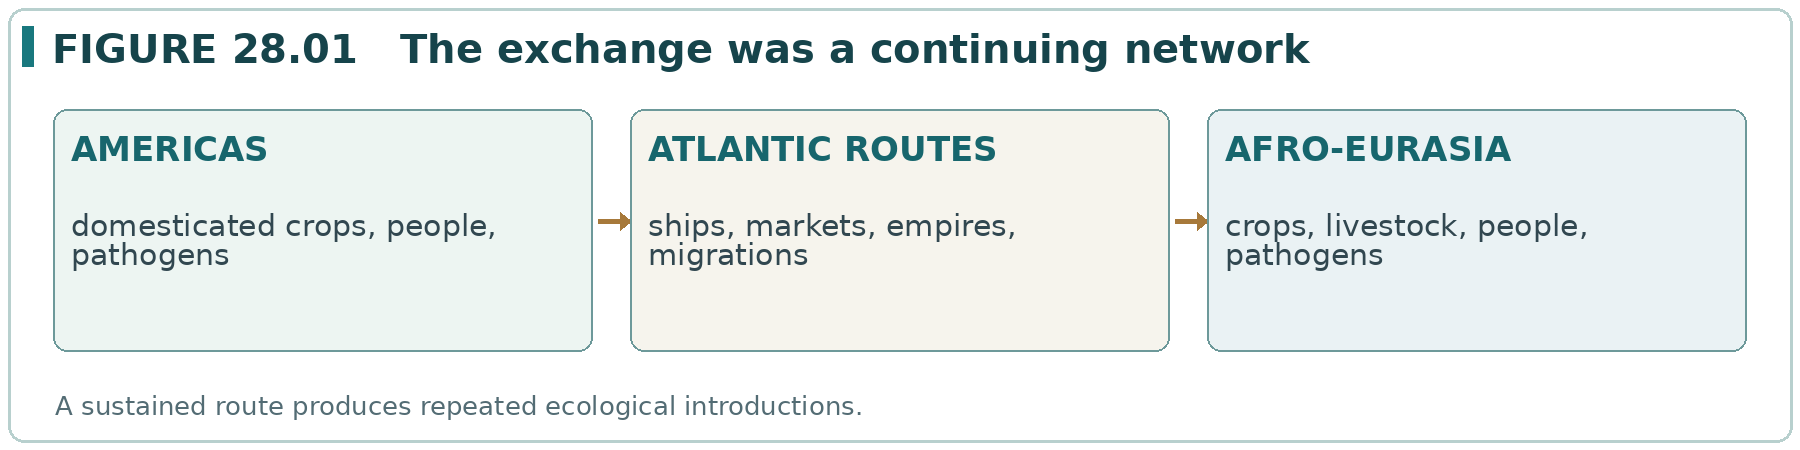 FIGURE 28.01 The exchange was a continuing network
AMERICAS
domesticated crops, people,
pathogens
ATLANTIC ROUTES
ships, markets, empires,
migrations
AFRO-EURASIA
crops, livestock, people,
pathogens
A sustained route produces repeated ecological introductions.